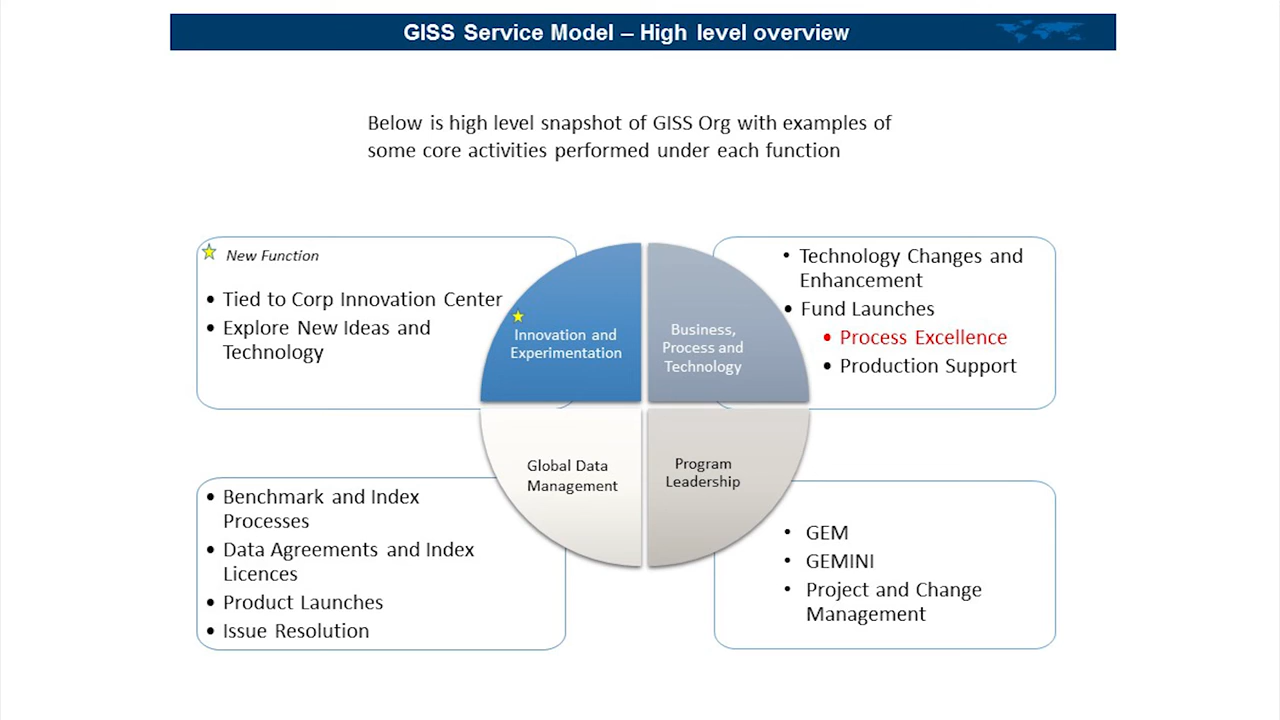 GISS Service Model – High level overview
Below is high level snapshot of GISS Org with examples of
some core activities performed under each function
New Function
• Tied to Corp Innovation Center
• Explore New Ideas and
Technology
Innovation and
Experimentation
Business,
Process and
Technology
• Technology Changes and
Enhancement
• Fund Launches
• Process Excellence
• Production Support
• Benchmark and Index
Processes
• Data Agreements and Index
Licences
• Product Launches
• Issue Resolution
Global Data
Management
Program
Leadership
• GEM
• GEMINI
• Project and Change
Management